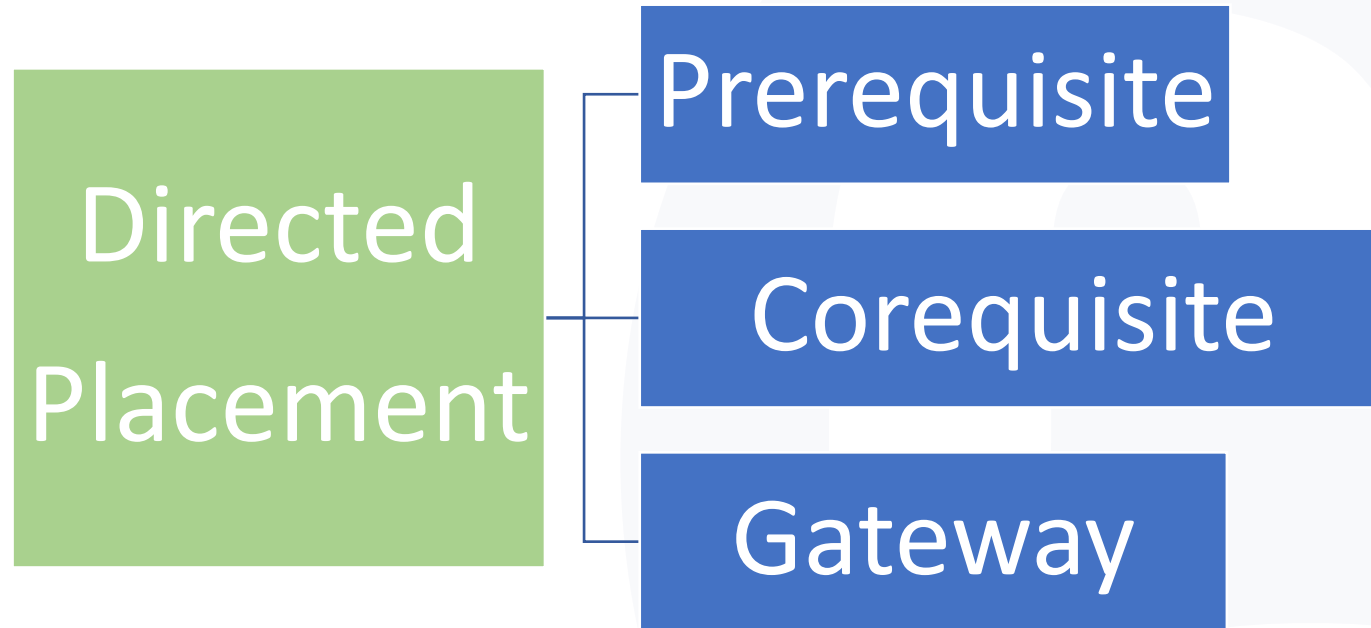 Directed
Placement
Prerequisite
Corequisite
Gateway